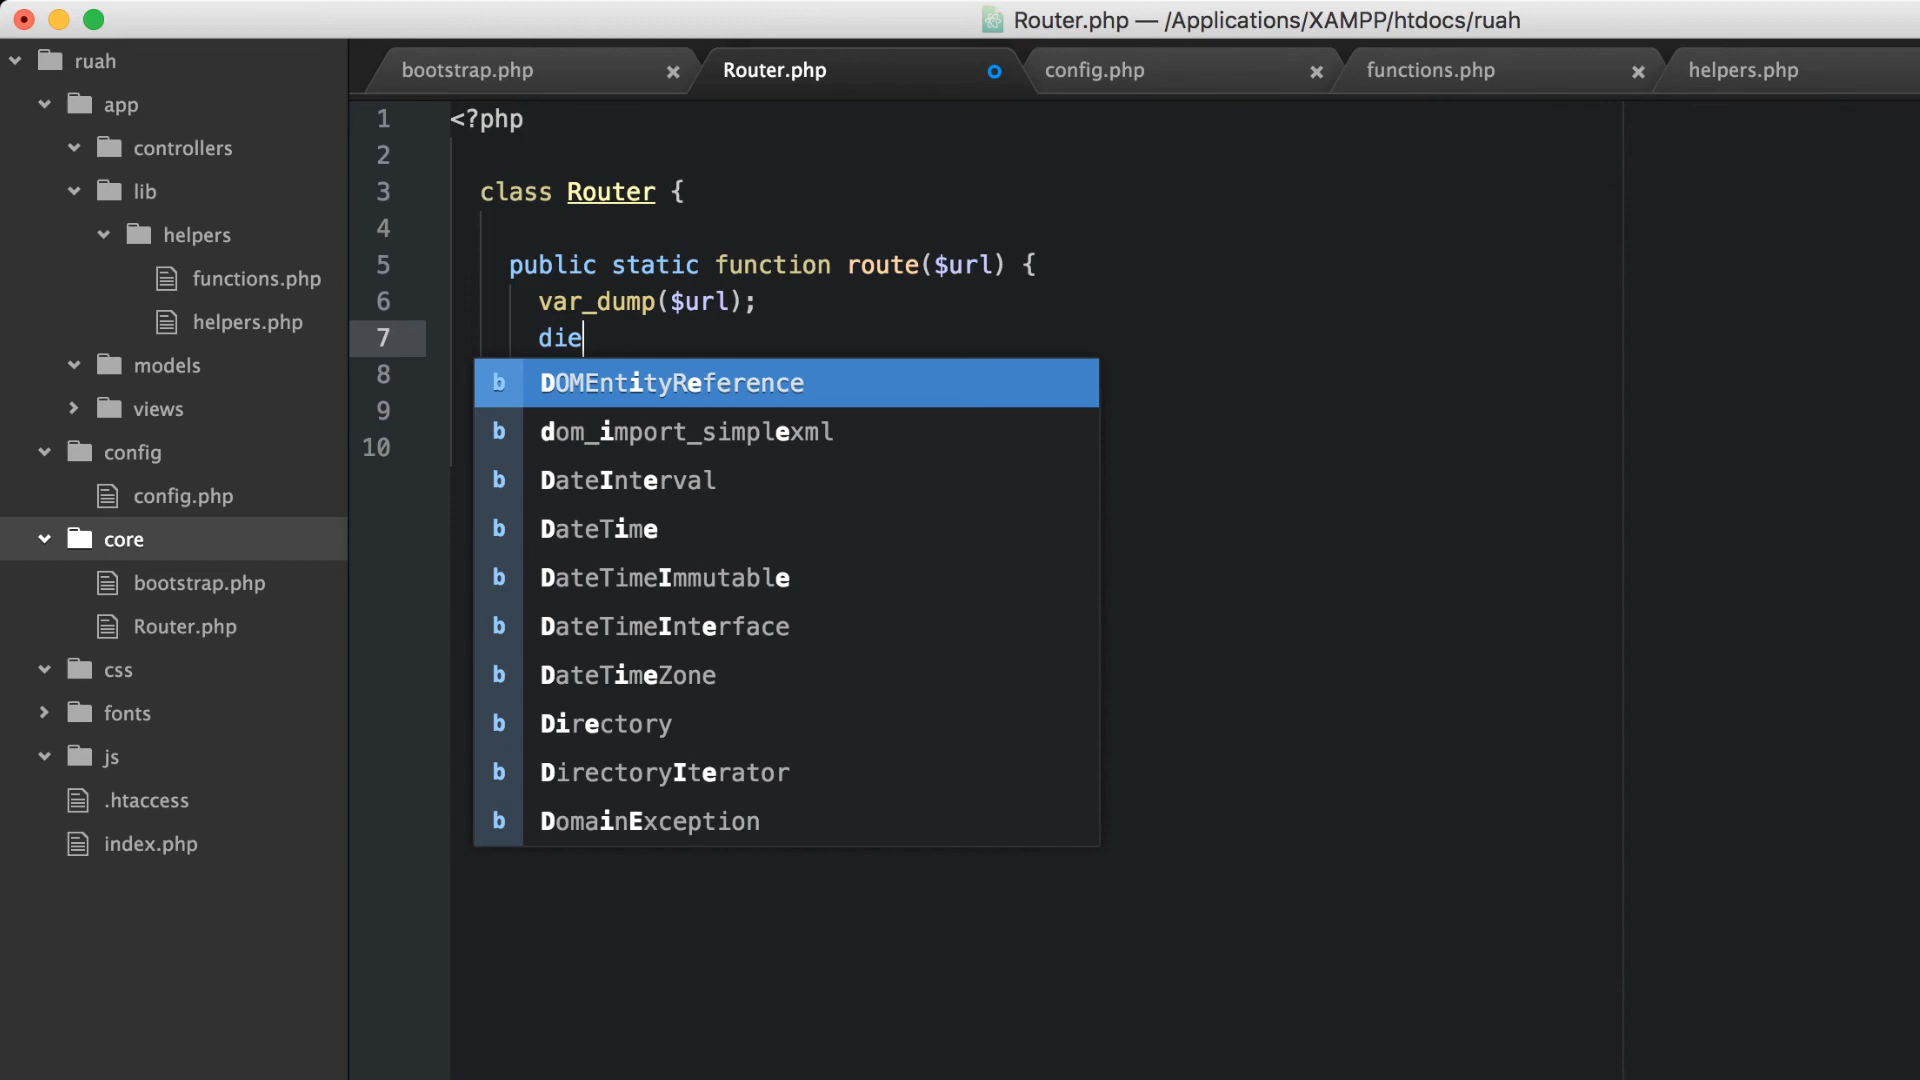 Router.php — /Applications/XAMPP/htdocs/ruah
ruah
app
controllers
lib
helpers
functions.php
helpers.php
models
views
config
config.php
core
bootstrap.php
Router.php
css
fonts
js
.htaccess
index.php
bootstrap.php
Router.php
config.php
functions.php
helpers.php
1 <?php
2
3 class Router {
4
5 public static function route($url) {
6 var_dump($url);
7 die
8
9
10
b DOMEntityReference
b dom_import_simplexml
b DateInterval
b DateTime
b DateTimeImmutable
b DateTimeInterface
b DateTimeZone
b Directory
b DirectoryIterator
b DomainException